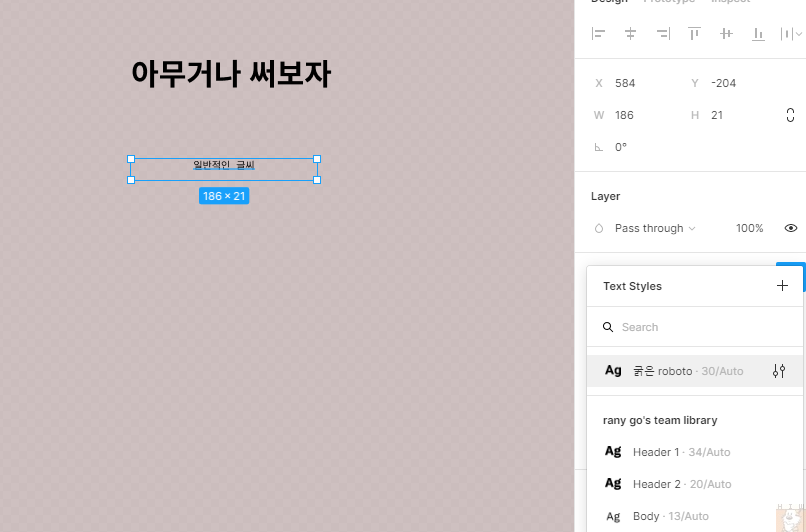 Design Prototype Inspect
아무거나 써보자
X 584 Y -204
W 186 H 21
0°
일반적인 글씨
186 × 21
Layer
Pass through 100%
Text Styles
Search
Ag 굵은 roboto · 30/Auto
rany go's team library
Ag Header 1 · 34/Auto
Ag Header 2 · 20/Auto
Ag Body · 13/Auto